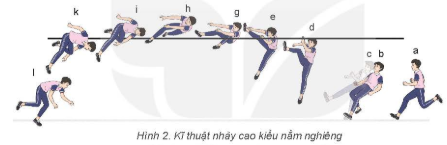 k i h g e d c b a
l
Hình 2. Kĩ thuật nhảy cao kiểu nằm nghiêng